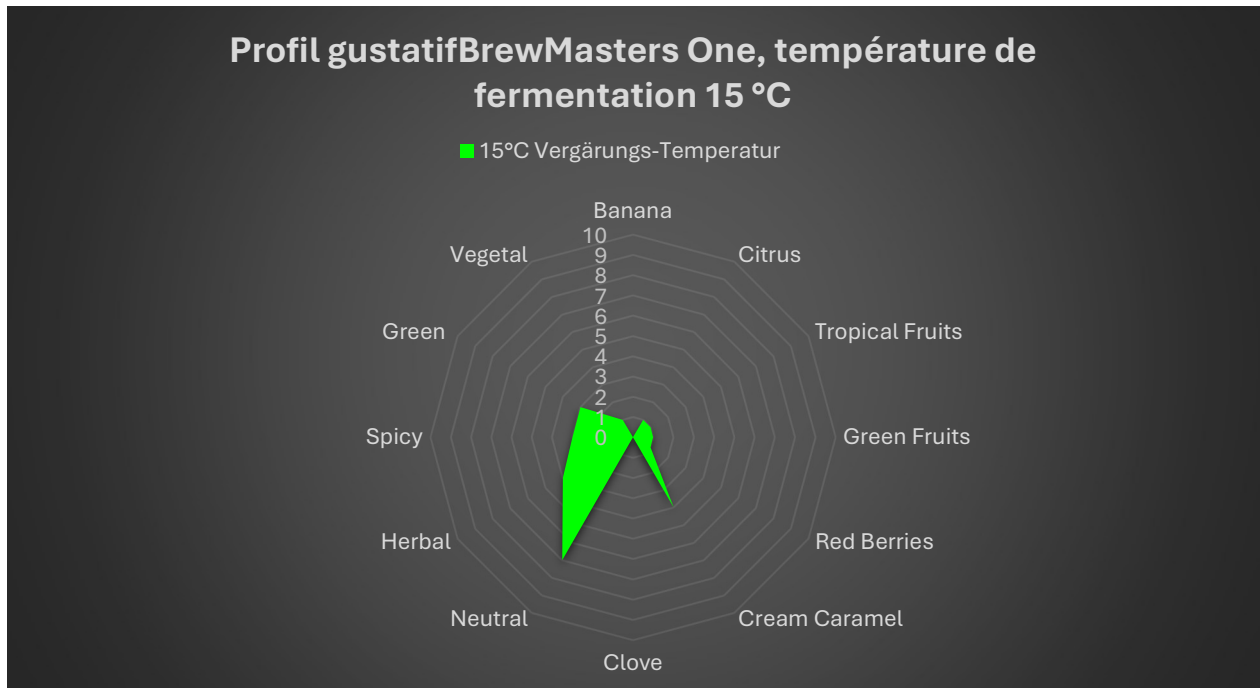 Profil gustatifBrewMasters One, température de
fermentation 15 °C
15°C Vergärungs-Temperatur
Banana
Citrus
Tropical Fruits
Green Fruits
Red Berries
Cream Caramel
Clove
Neutral
Herbal
Spicy
Green
Vegetal
10
9
8
7
6
5
4
3
2
1
0